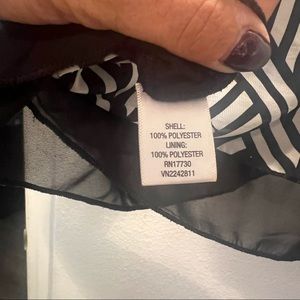 SHELL:
100% POLYESTER
LINING:
100% POLYESTER
RN17730
VN2242811